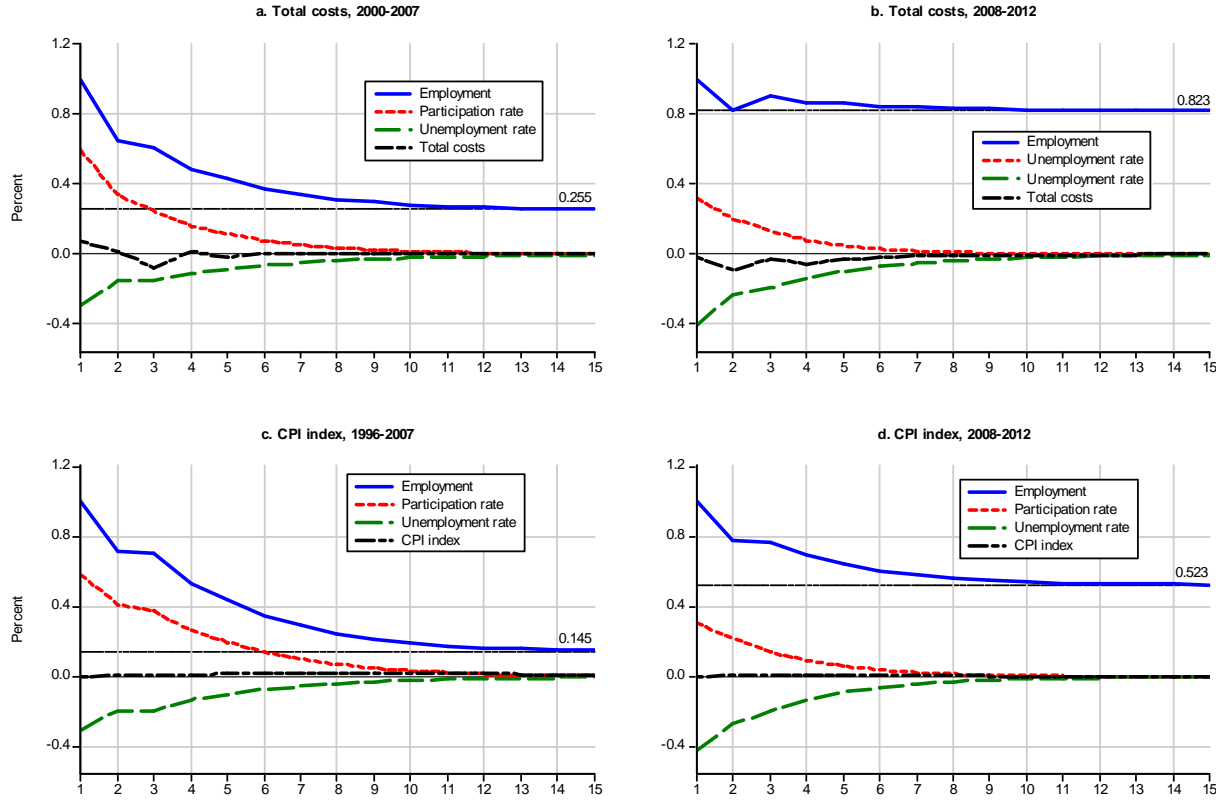 a. Total costs, 2000-2007
b. Total costs, 2008-2012
1.2
0.8
0.4
0.0
-0.4
Percent
Employment
Participation rate
Unemployment rate
Total costs
0.255
1 2 3 4 5 6 7 8 9 10 11 12 13 14 15
1.2
0.8
0.4
0.0
-0.4
0.823
Employment
Unemployment rate
Unemployment rate
Total costs
1 2 3 4 5 6 7 8 9 10 11 12 13 14 15
c. CPI index, 1996-2007
d. CPI index, 2008-2012
1.2
0.8
0.4
0.0
-0.4
Percent
Employment
Participation rate
Unemployment rate
CPI index
0.145
1 2 3 4 5 6 7 8 9 10 11 12 13 14 15
1.2
0.8
0.4
0.0
-0.4
Employment
Participation rate
Unemployment rate
CPI index
0.523
1 2 3 4 5 6 7 8 9 10 11 12 13 14 15